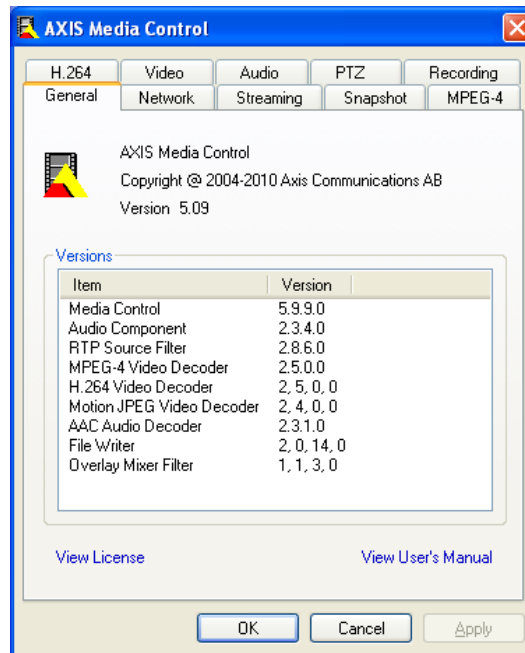 AXIS Media Control
H.264 Video Audio PTZ Recording
General Network Streaming Snapshot MPEG-4
AXIS Media Control
Copyright @ 2004-2010 Axis Communications AB
Version 5.09
Versions
Item Version
Media Control 5.9.9.0
Audio Component 2.3.4.0
RTP Source Filter 2.8.6.0
MPEG-4 Video Decoder 2.5.0.0
H.264 Video Decoder 2, 5, 0, 0
Motion JPEG Video Decoder 2, 4, 0, 0
AAC Audio Decoder 2.3.1.0
File Writer 2, 0, 14, 0
Overlay Mixer Filter 1, 1, 3, 0
View License View User's Manual
OK Cancel Apply